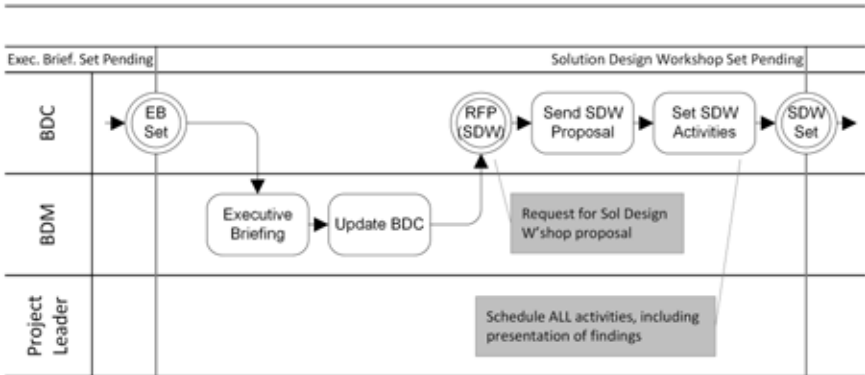 Exec. Brief. Set Pending
Solution Design Workshop Set Pending
BDC
EB
Set
RFP
(SDW)
Send SDW
Proposal
Set SDW
Activities
SDW
Set
BDM
Executive
Briefing
Update BDC
Request for Sol Design
W'shop proposal
Project
Leader
Schedule ALL activities, including
presentation of findings